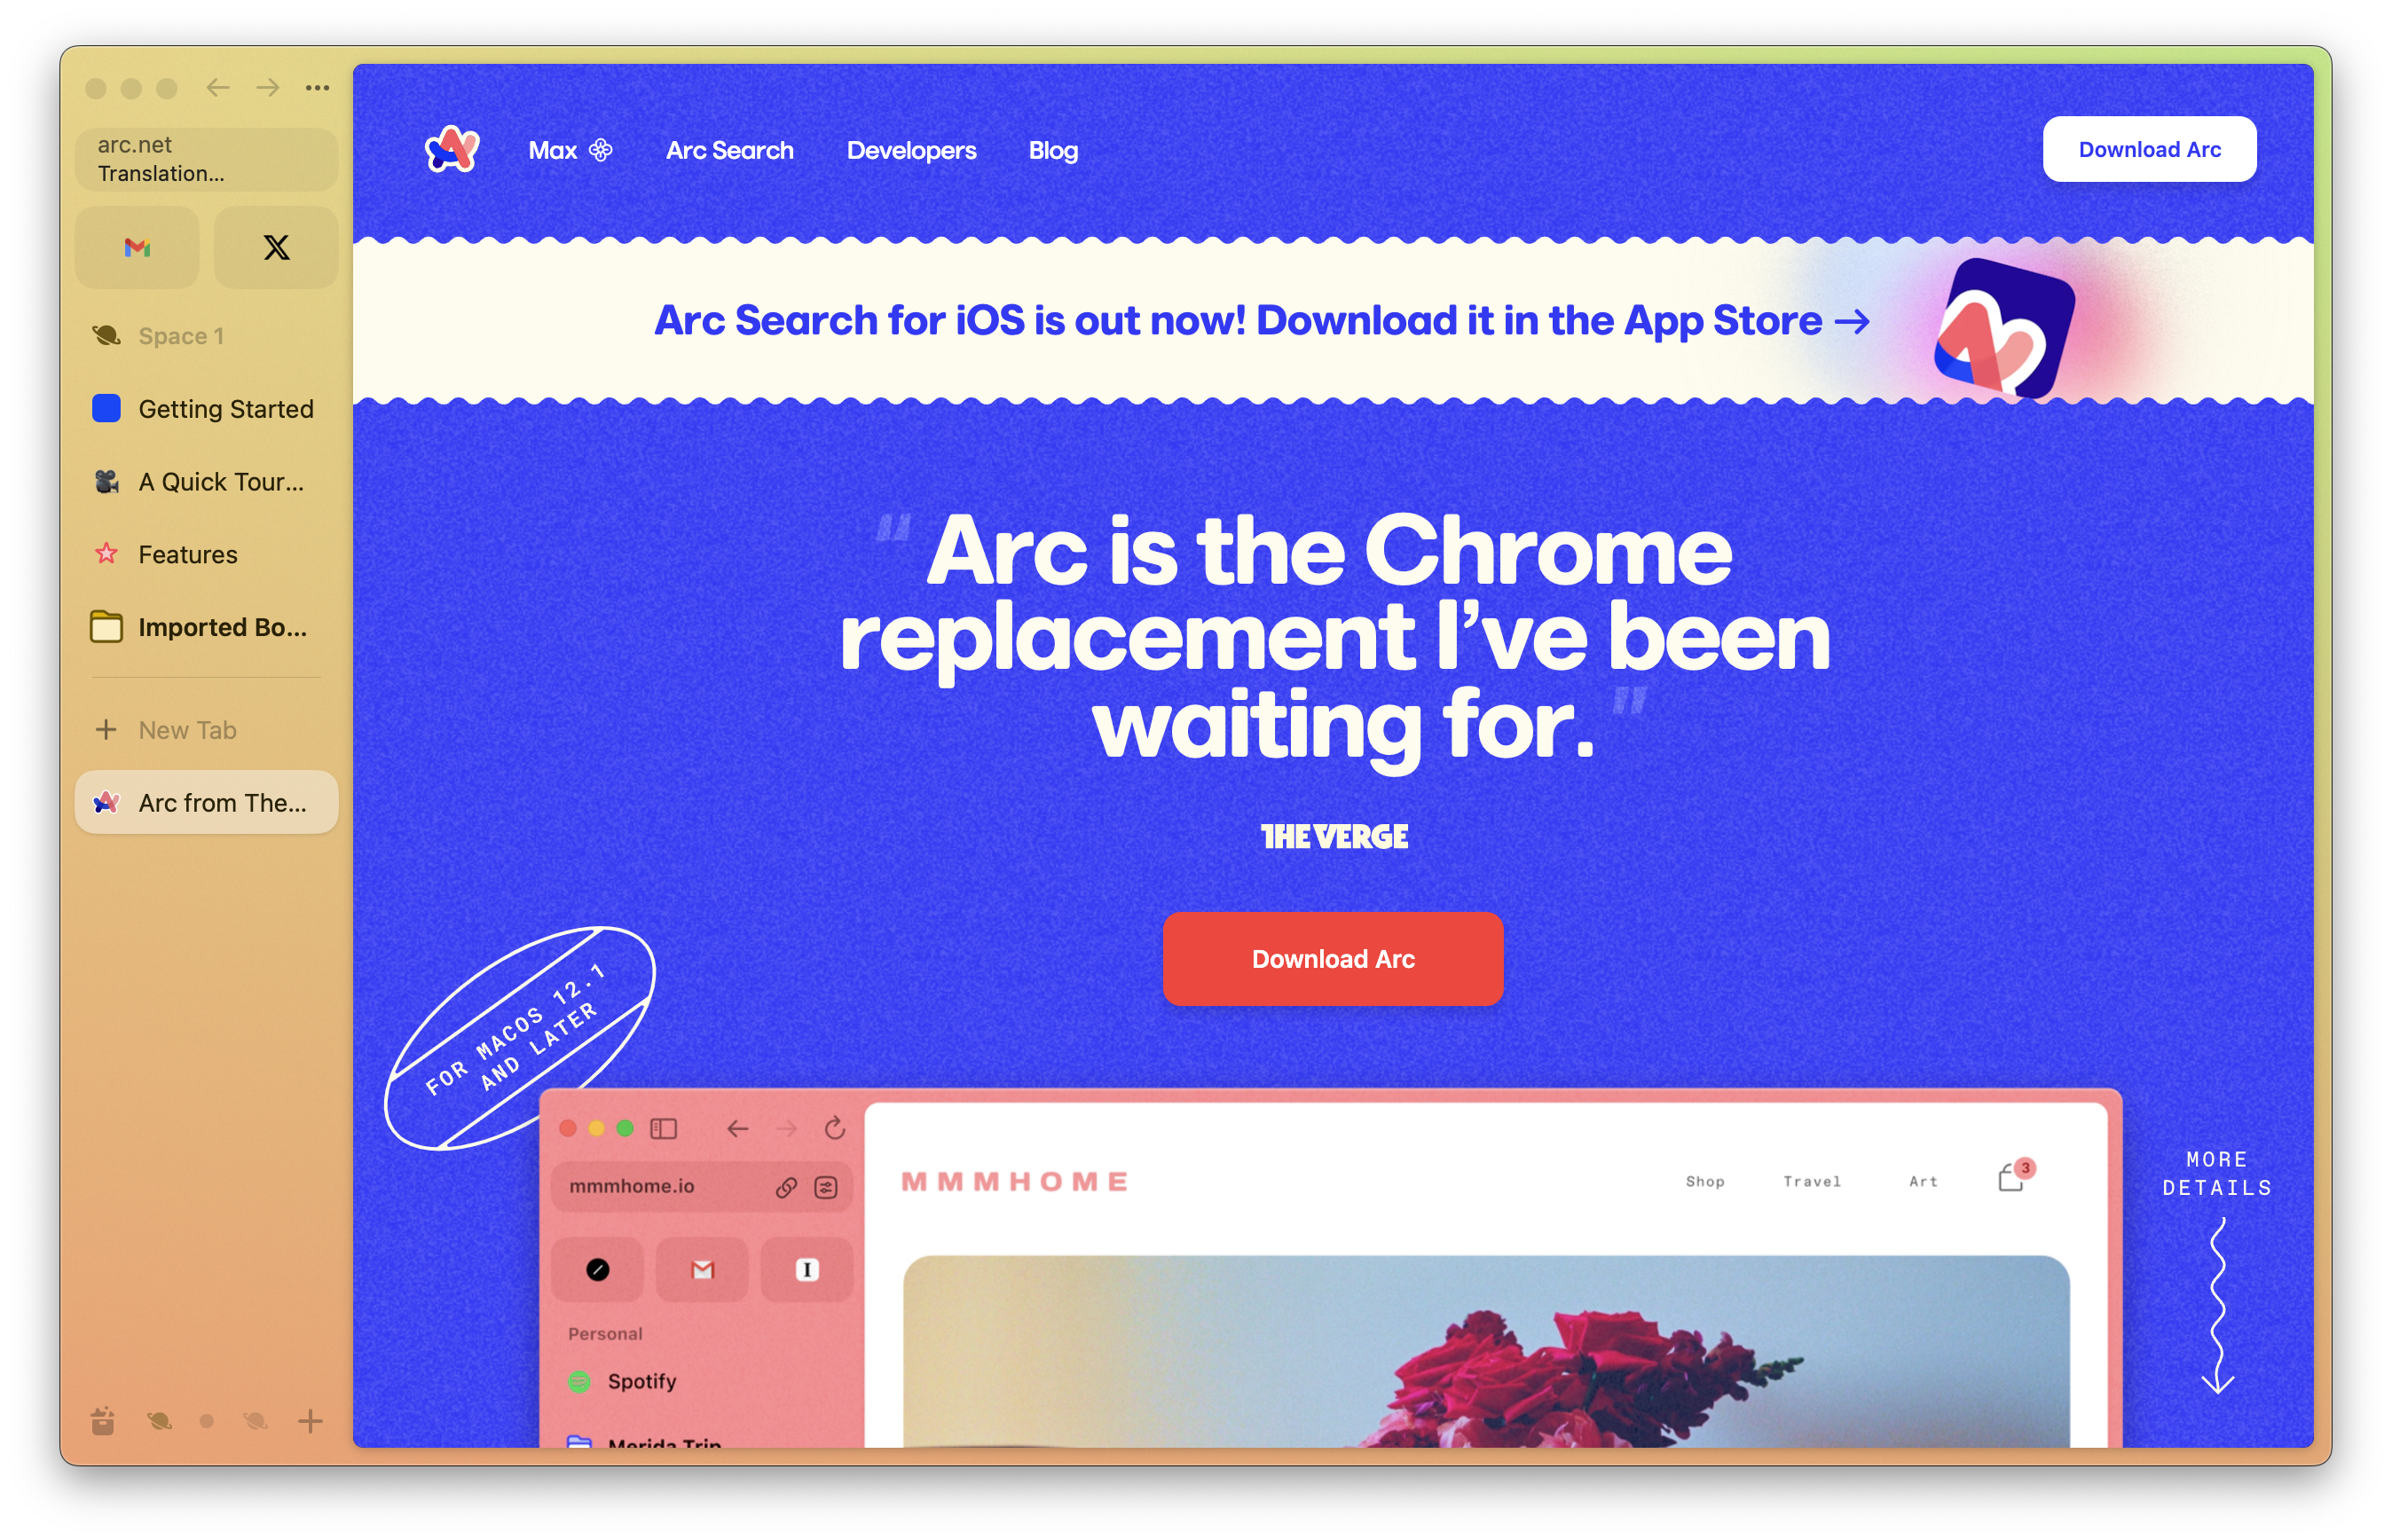 arc.net
Translation...
Space 1
Getting Started
A Quick Tour...
Features
Imported Bo...
New Tab
Arc from The...
Max
Arc Search
Developers
Blog
Download Arc
Arc Search for iOS is out now! Download it in the App Store →
"Arc is the Chrome
replacement I’ve been
waiting for."
THE VERGE
Download Arc
FOR MACOS 12.1
AND LATER
mmmhome.io
Personal
Spotify
Merida Trip
MMMHOME
Shop
Travel
Art
3
MORE
DETAILS